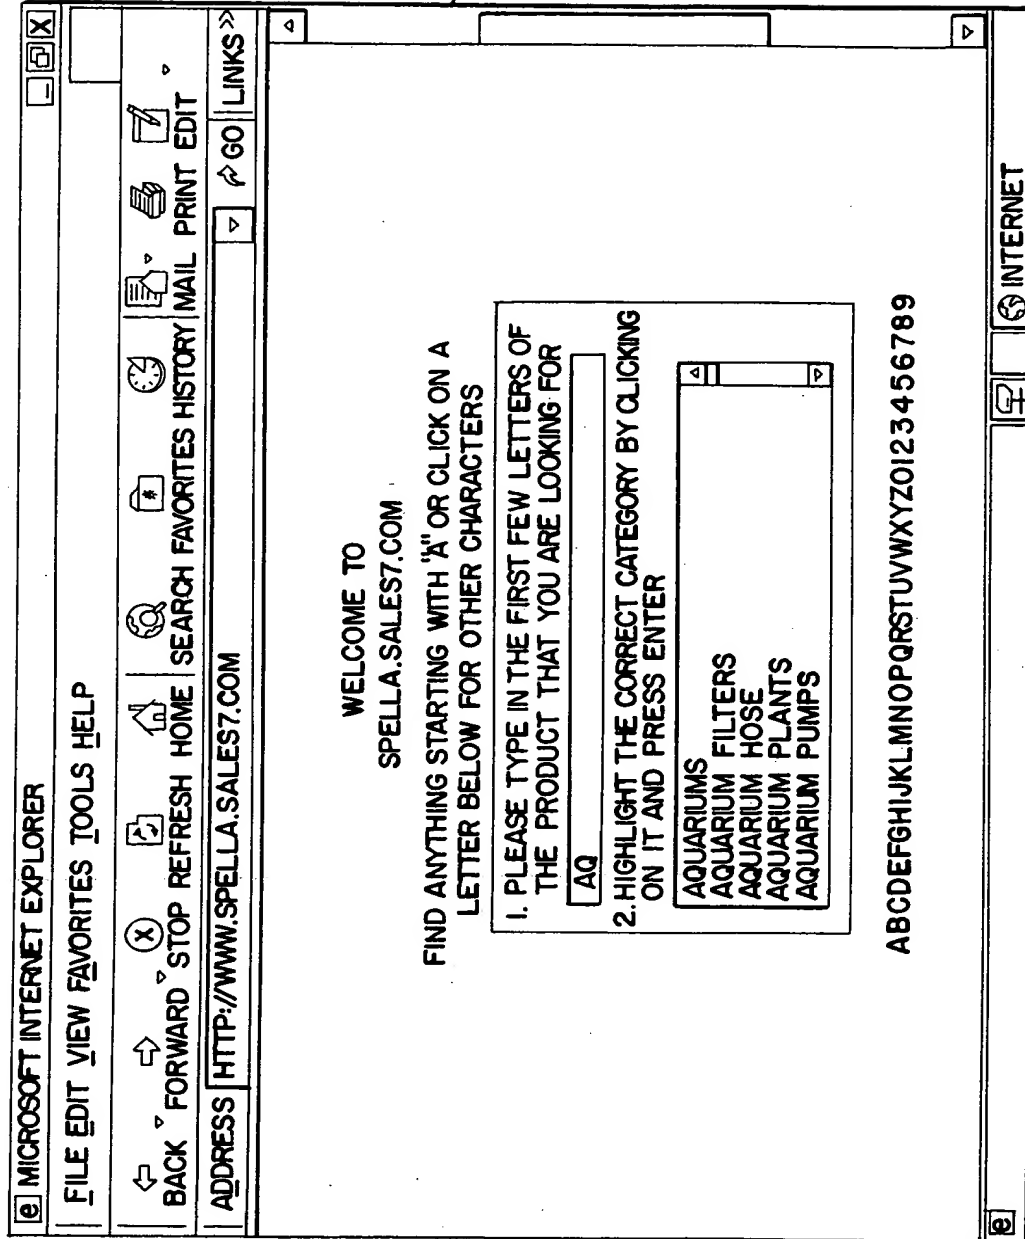 e MICROSOFT INTERNET EXPLORER
FILE EDIT VIEW FAVORITES TOOLS HELP
BACK FORWARD STOP REFRESH HOME SEARCH FAVORITES HISTORY MAIL PRINT EDIT
ADDRESS HTTP://WWW.SPELLA.SALES7.COM GO LINKS »
WELCOME TO
SPELLA.SALES7.COM
FIND ANYTHING STARTING WITH "A" OR CLICK ON A
LETTER BELOW FOR OTHER CHARACTERS
1. PLEASE TYPE IN THE FIRST FEW LETTERS OF
THE PRODUCT THAT YOU ARE LOOKING FOR
AQ
2. HIGHLIGHT THE CORRECT CATEGORY BY CLICKING
ON IT AND PRESS ENTER
AQUARIUMS
AQUARIUM FILTERS
AQUARIUM HOSE
AQUARIUM PLANTS
AQUARIUM PUMPS
ABCDEFGHIJKLMNOPQRSTUVWXYZ0123456789
e INTERNET